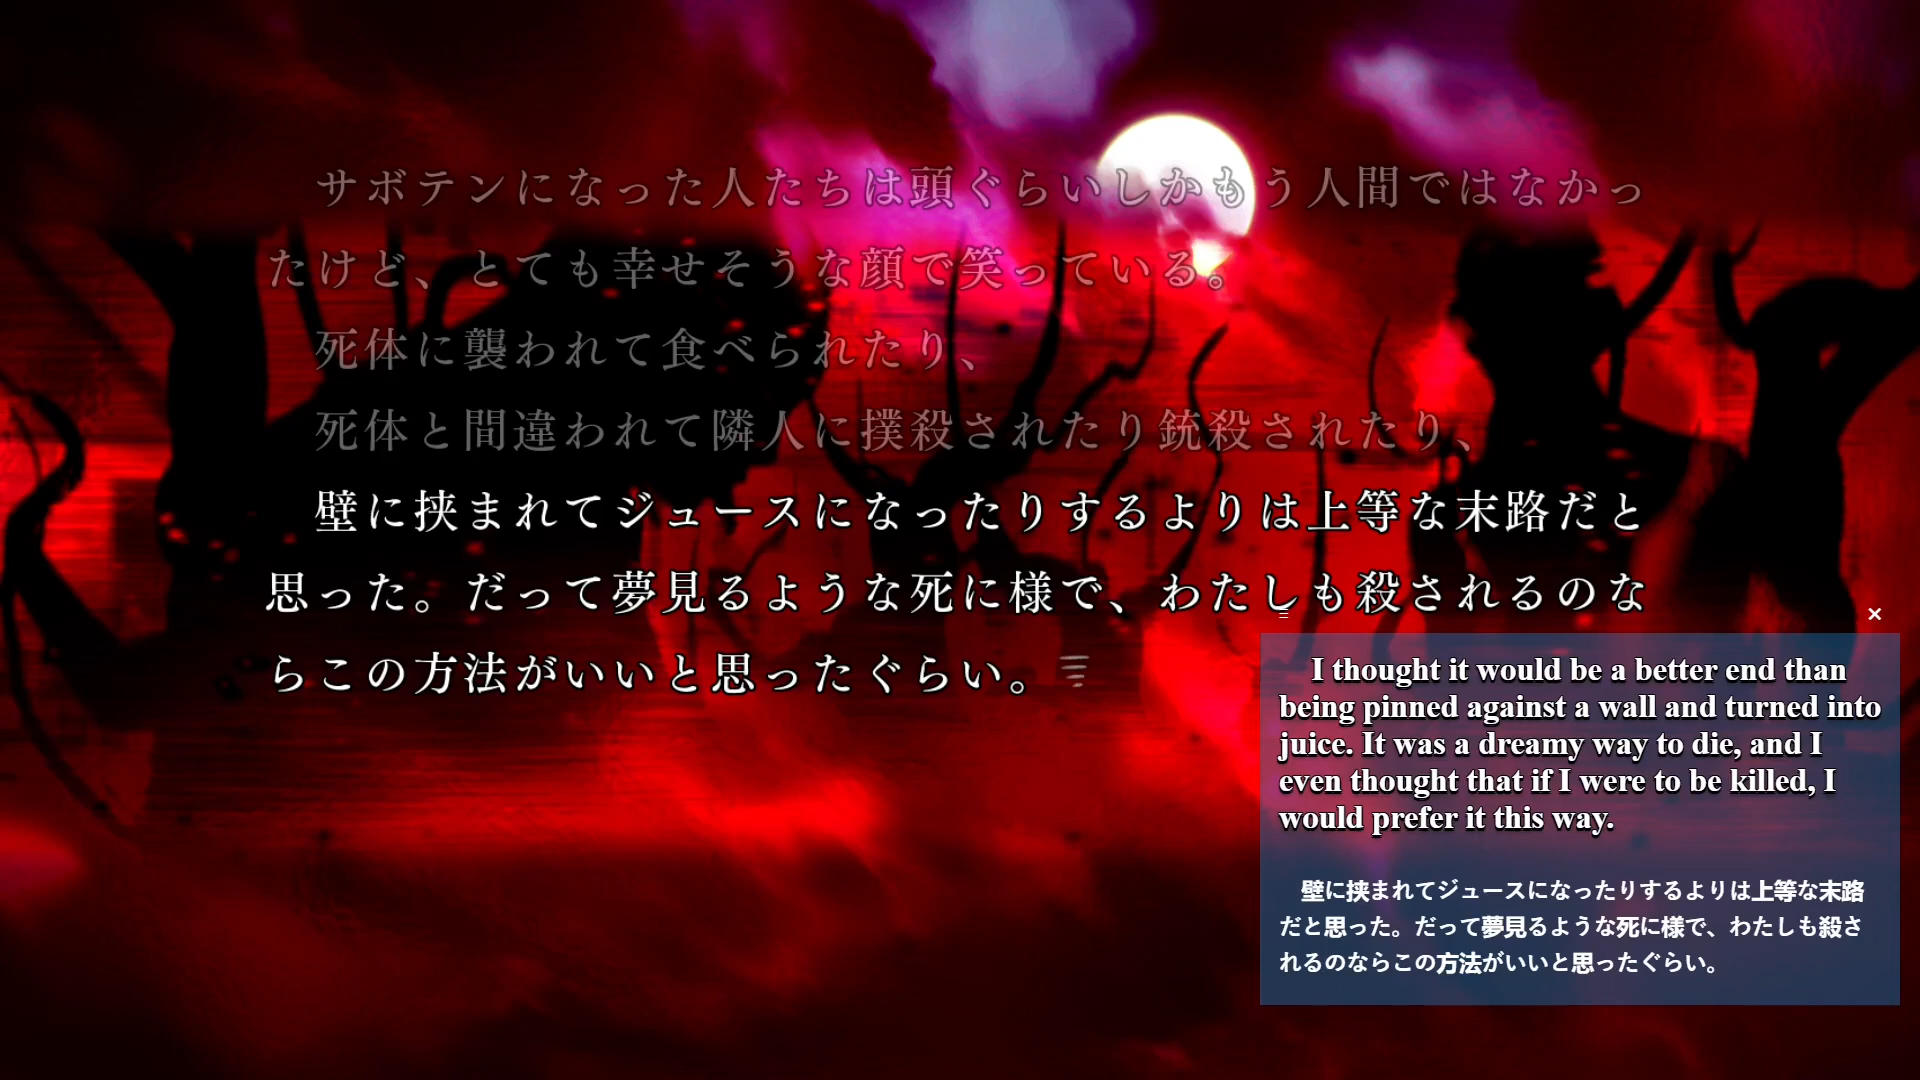 サボテンになった人たちは頭ぐらいしかもう人間ではなかっ
たけど、とても幸せそうな顔で笑っている。
死体に襲われて食べられたり、
死体と間違われて隣人に撲殺されたり銃殺されたり、
壁に挟まれてジュースになったりするよりは上等な末路だと
思った。だって夢見るような死に様で、わたしも殺されるのな
らこの方法がいいと思ったぐらい。
I thought it would be a better end than
being pinned against a wall and turned into
juice. It was a dreamy way to die, and I
even thought that if I were to be killed, I
would prefer it this way.
壁に挟まれてジュースになったりするよりは上等な末路
だと思った。だって夢見るような死に様で、わたしも殺さ
れるのならこの方法がいいと思ったぐらい。